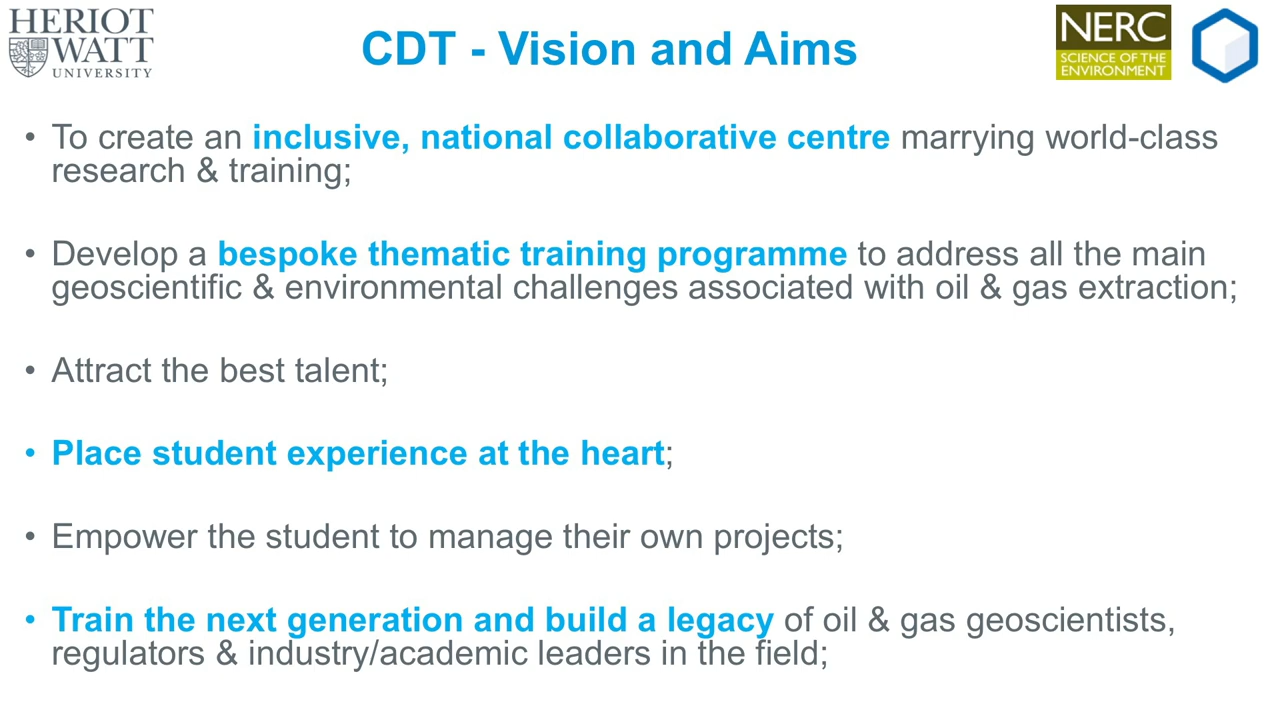 HERIOT
WATT
UNIVERSITY
CDT - Vision and Aims
NERC
SCIENCE OF THE
ENVIRONMENT
• To create an inclusive, national collaborative centre marrying world-class
research & training;
• Develop a bespoke thematic training programme to address all the main
geoscientific & environmental challenges associated with oil & gas extraction;
• Attract the best talent;
• Place student experience at the heart;
• Empower the student to manage their own projects;
• Train the next generation and build a legacy of oil & gas geoscientists,
regulators & industry/academic leaders in the field;